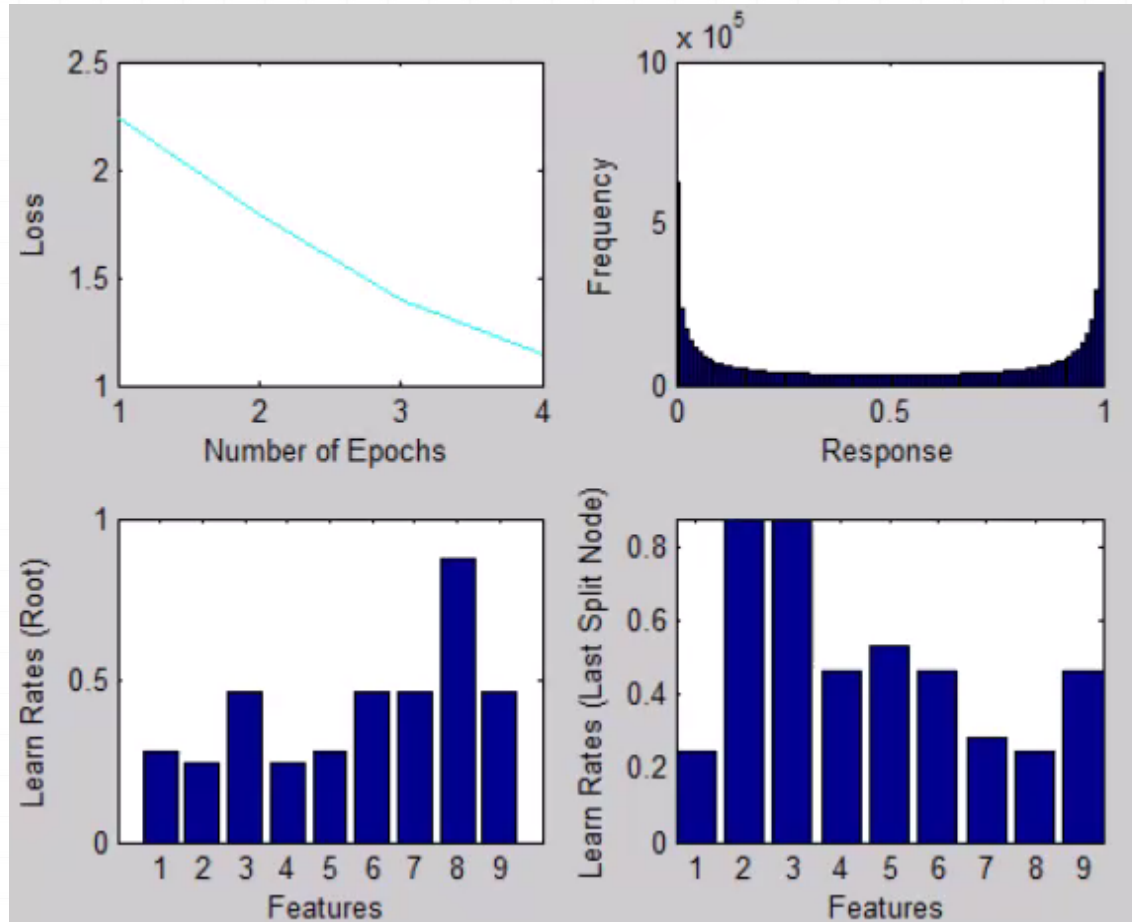 2.5
2
1.5
1
1 2 3 4
Loss
Number of Epochs
x 10^5
10
5
0
0 0.5 1
Frequency
Response
1
0.5
0
1 2 3 4 5 6 7 8 9
Learn Rates (Root)
Features
0.8
0.6
0.4
0.2
0
1 2 3 4 5 6 7 8 9
Learn Rates (Last Split Node)
Features